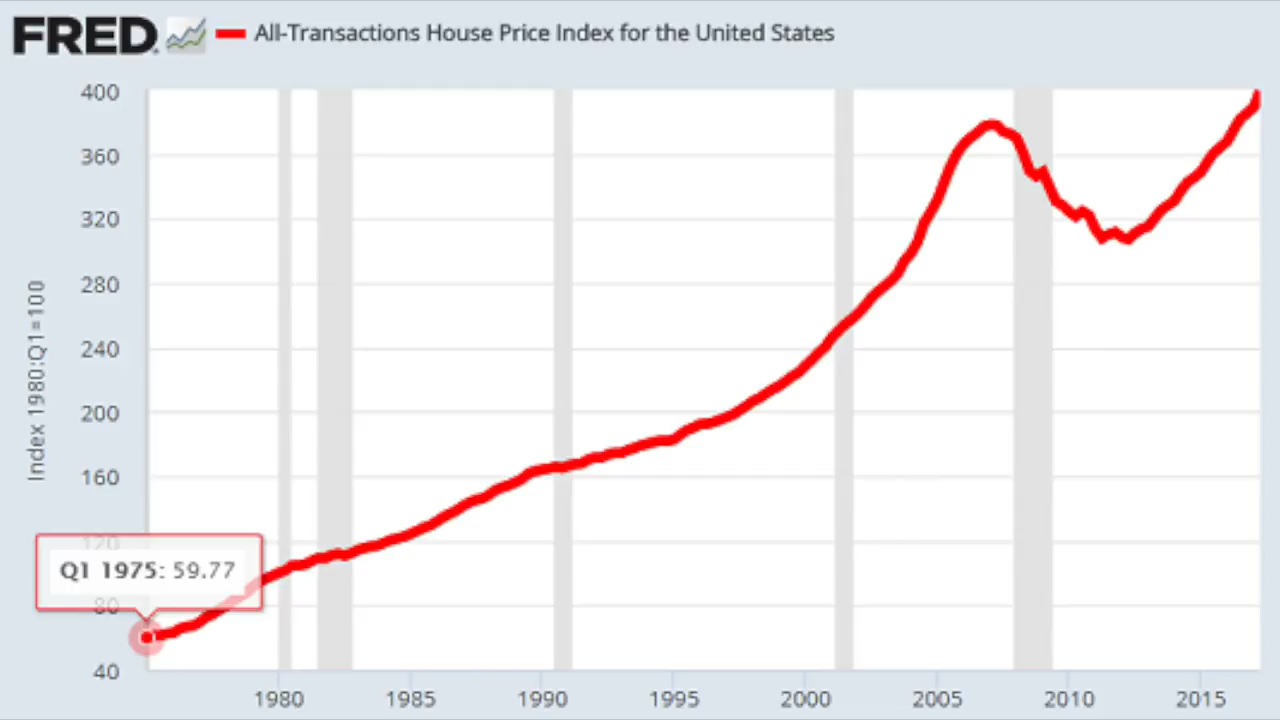 FRED
All-Transactions House Price Index for the United States
400
360
320
280
240
200
160
120
80
40
Index 1980:Q1=100
Q1 1975: 59.77
1980 1985 1990 1995 2000 2005 2010 2015